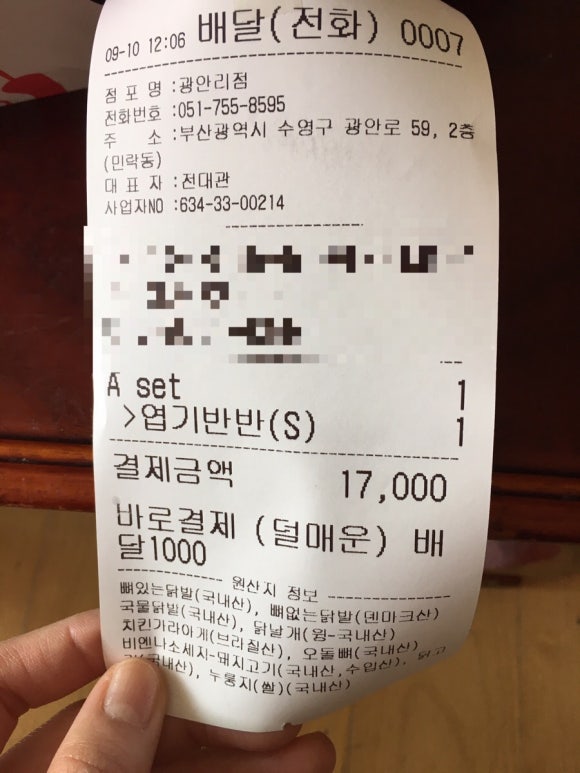 09-10 12:06 배달(전화) 0007
점 포 명 :광안리점
전화번호 :051-755-8595
주 소 :부산광역시 수영구 광안로 59, 2층
(민락동)
대 표 자 :전대관
사업자NO :634-33-00214
A set 1
>엽기반반(S) 1
결제금액 17,000
바로결제 (덜매운) 배
달1000
원산지 정보
뼈있는닭발(국내산), 뼈없는닭발(덴마크산)
국물닭발(국내산), 닭날개(윙-국내산)
치킨가라아게(브라질산), 오돌뼈(국내산)
비엔나소세지-돼지고기(국내산,수입산), 닭고
(국내산), 누룽지(쌀)(국내산)